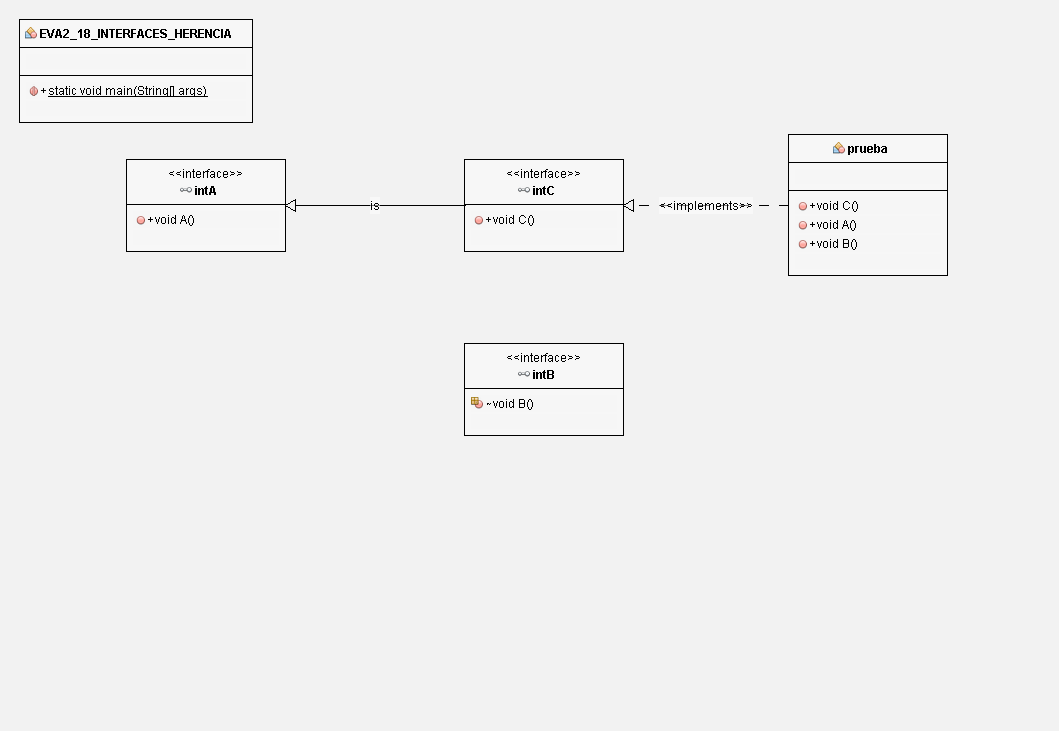 EVA2_18_INTERFACES_HERENCIA
+static void main(String[] args)
<<interface>>
intA
+void A()
is
<<interface>>
intC
+void C()
<<implements>>
prueba
+void C()
+void A()
+void B()
<<interface>>
intB
~void B()